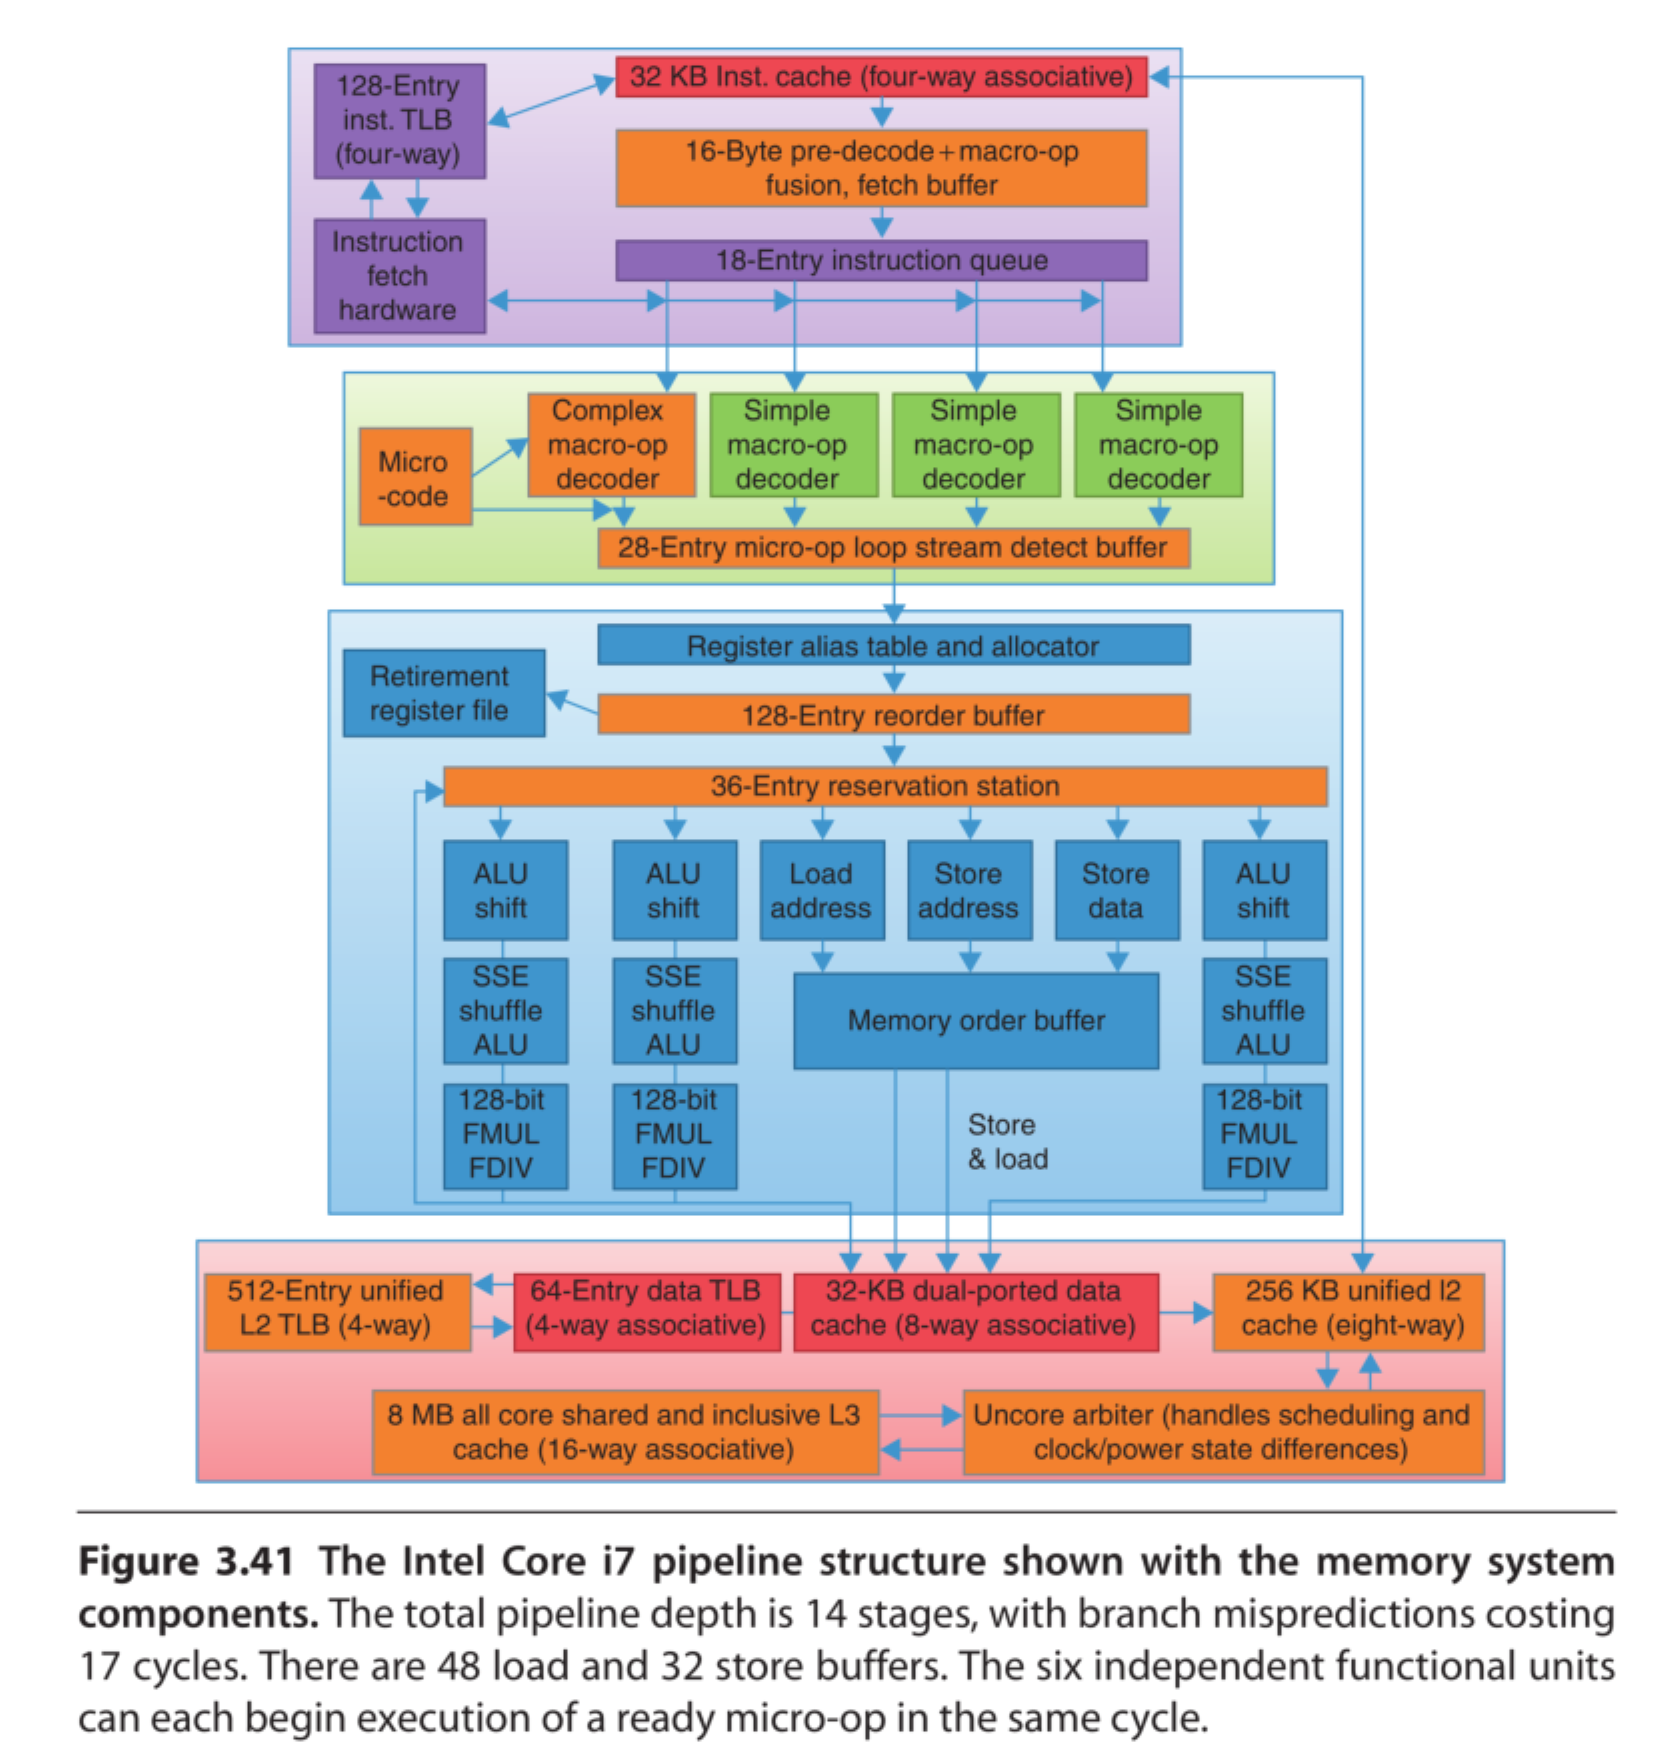 128-Entry
inst. TLB
(four-way)
32 KB Inst. cache (four-way associative)
16-Byte pre-decode+macro-op
fusion, fetch buffer
Instruction
fetch
hardware
18-Entry instruction queue
Micro
-code
Complex
macro-op
decoder
Simple
macro-op
decoder
Simple
macro-op
decoder
Simple
macro-op
decoder
28-Entry micro-op loop stream detect buffer
Register alias table and allocator
Retirement
register file
128-Entry reorder buffer
36-Entry reservation station
ALU
shift
ALU
shift
Load
address
Store
address
Store
data
ALU
shift
SSE
shuffle
ALU
SSE
shuffle
ALU
Memory order buffer
SSE
shuffle
ALU
128-bit
FMUL
FDIV
128-bit
FMUL
FDIV
Store
& load
128-bit
FMUL
FDIV
512-Entry unified
L2 TLB (4-way)
64-Entry data TLB
(4-way associative)
32-KB dual-ported data
cache (8-way associative)
256 KB unified l2
cache (eight-way)
8 MB all core shared and inclusive L3
cache (16-way associative)
Uncore arbiter (handles scheduling and
clock/power state differences)
Figure 3.41 The Intel Core i7 pipeline structure shown with the memory system
components. The total pipeline depth is 14 stages, with branch mispredictions costing
17 cycles. There are 48 load and 32 store buffers. The six independent functional units
can each begin execution of a ready micro-op in the same cycle.